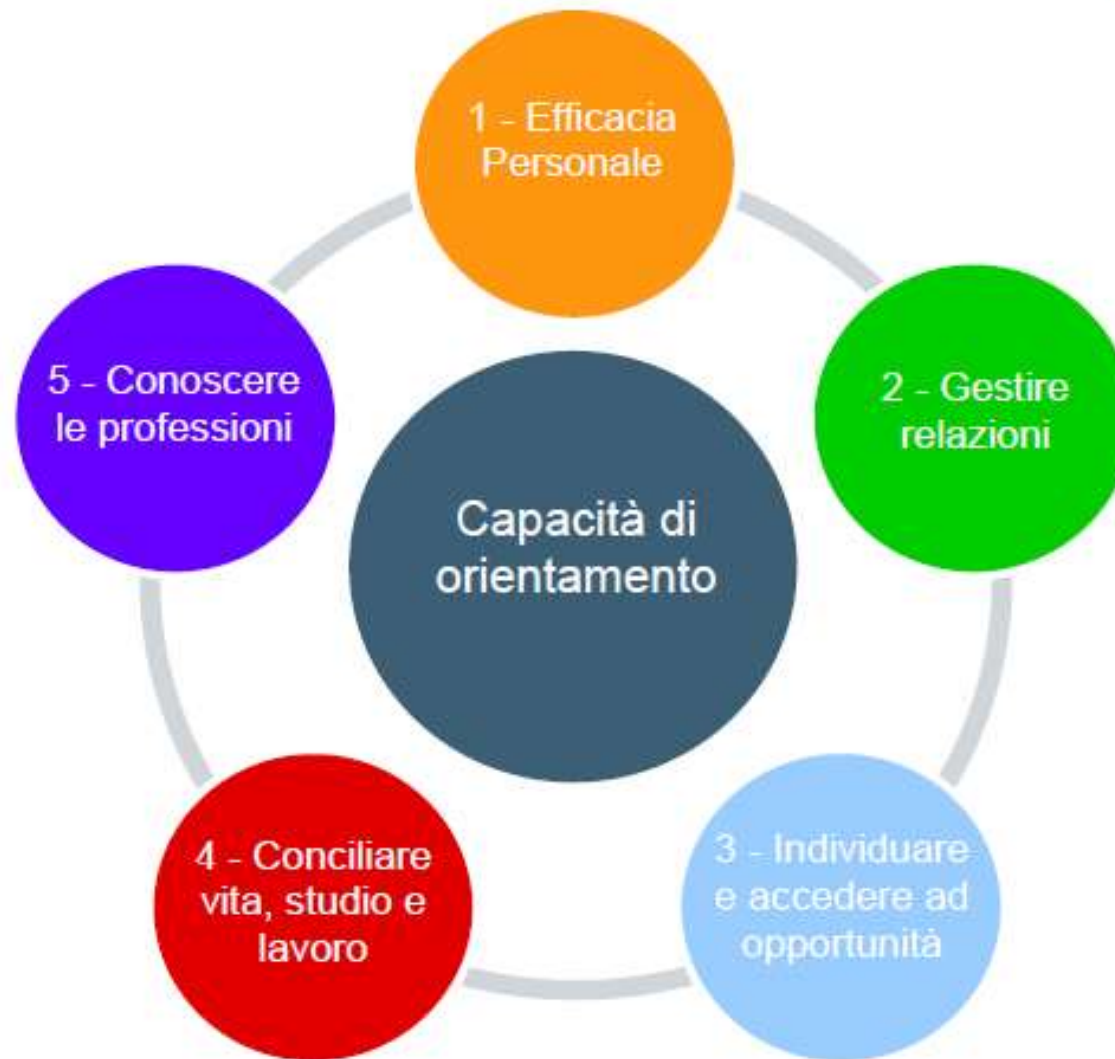 1 - Efficacia
Personale
2 - Gestire
relazioni
3 - Individuare
e accedere ad
opportunità
4 - Conciliare
vita, studio e
lavoro
5 - Conoscere
le professioni
Capacità di
orientamento